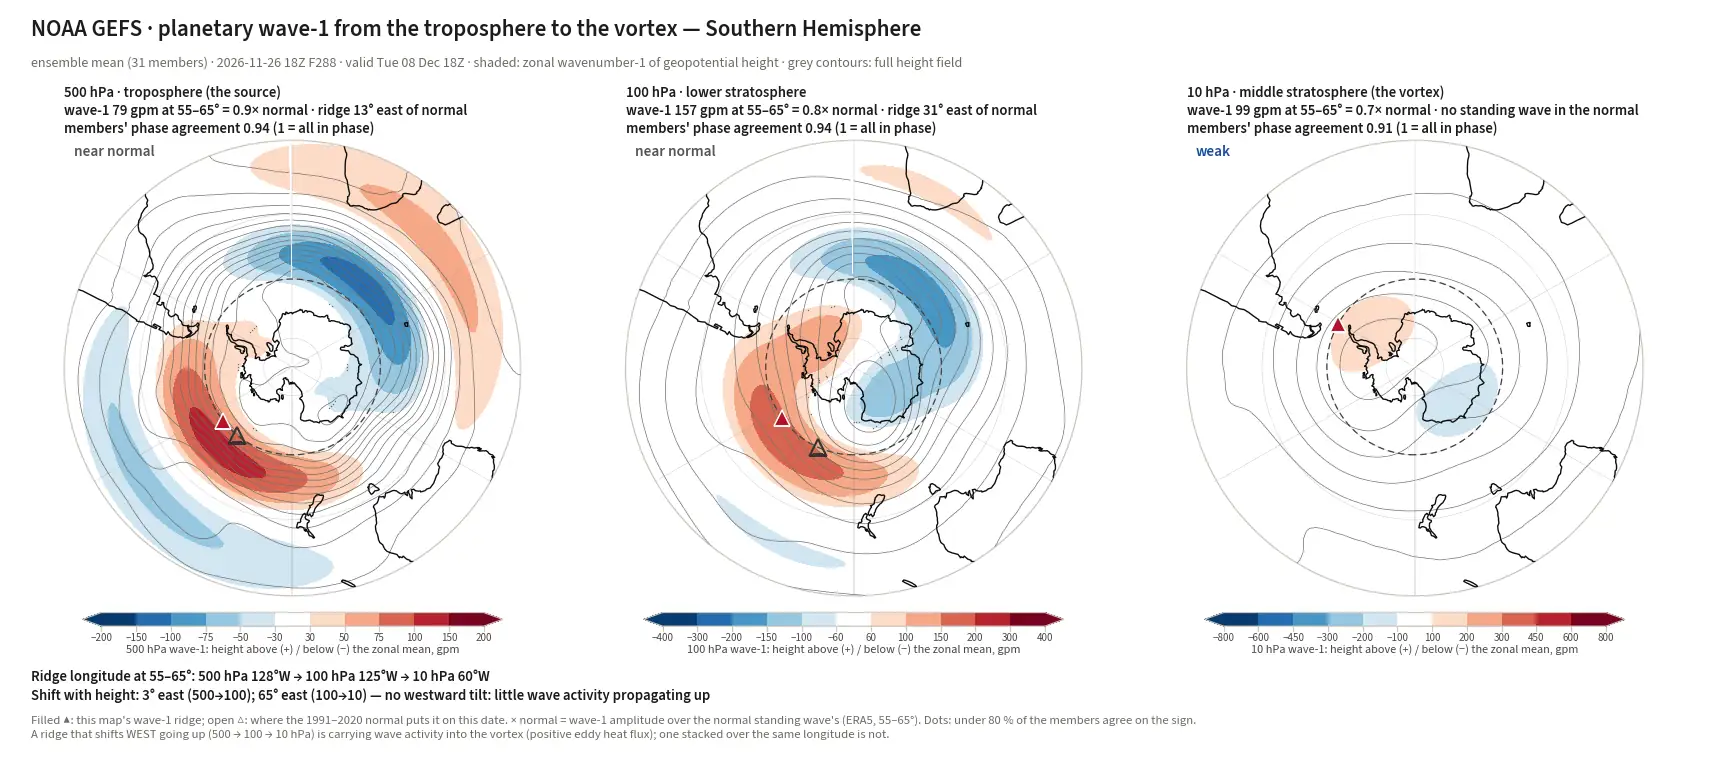 NOAA GEFS · planetary wave-1 from the troposphere to the vortex — Southern Hemisphere
ensemble mean (31 members) · 2026-11-26 18Z F288 · valid Tue 08 Dec 18Z · shaded: zonal wavenumber-1 of geopotential height · grey contours: full height field
500 hPa · troposphere (the source)
wave-1 79 gpm at 55–65° = 0.9× normal · ridge 13° east of normal
members' phase agreement 0.94 (1 = all in phase)
near normal
100 hPa · lower stratosphere
wave-1 157 gpm at 55–65° = 0.8× normal · ridge 31° east of normal
members' phase agreement 0.94 (1 = all in phase)
near normal
10 hPa · middle stratosphere (the vortex)
wave-1 99 gpm at 55–65° = 0.7× normal · no standing wave in the normal
members' phase agreement 0.91 (1 = all in phase)
weak
−200 −150 −100 −75 −50 −30 30 50 75 100 150 200
500 hPa wave-1: height above (+) / below (−) the zonal mean, gpm
−400 −300 −200 −150 −100 −60 60 100 150 200 300 400
100 hPa wave-1: height above (+) / below (−) the zonal mean, gpm
−800 −600 −450 −300 −200 −100 100 200 300 450 600 800
10 hPa wave-1: height above (+) / below (−) the zonal mean, gpm
Ridge longitude at 55–65°: 500 hPa 128°W → 100 hPa 125°W → 10 hPa 60°W
Shift with height: 3° east (500→100); 65° east (100→10) — no westward tilt: little wave activity propagating up
Filled ▲: this map's wave-1 ridge; open △: where the 1991–2020 normal puts it on this date. × normal = wave-1 amplitude over the normal standing wave's (ERA5, 55–65°). Dots: under 80 % of the members agree on the sign.
A ridge that shifts WEST going up (500 → 100 → 10 hPa) is carrying wave activity into the vortex (positive eddy heat flux); one stacked over the same longitude is not.